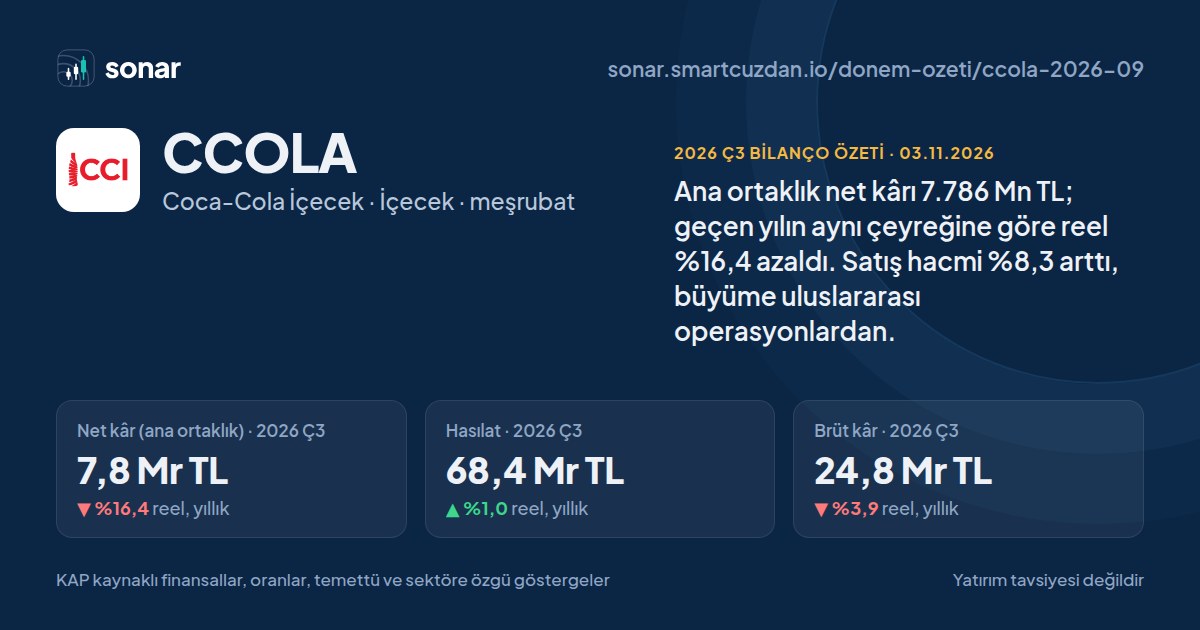 sonar
sonar.smartcuzdan.io/donem-ozeti/ccola-2026-09
CCI
CCOLA
Coca-Cola İçecek · İçecek · meşrubat
2026 Ç3 BİLANÇO ÖZETİ · 03.11.2026
Ana ortaklık net kârı 7.786 Mn TL;
geçen yılın aynı çeyreğine göre reel
%16,4 azaldı. Satış hacmi %8,3 arttı,
büyüme uluslararası
operasyonlardan.
Net kâr (ana ortaklık) · 2026 Ç3
7,8 Mr TL
▼ %16,4 reel, yıllık
Hasılat · 2026 Ç3
68,4 Mr TL
▲ %1,0 reel, yıllık
Brüt kâr · 2026 Ç3
24,8 Mr TL
▼ %3,9 reel, yıllık
KAP kaynaklı finansallar, oranlar, temettü ve sektöre özgü göstergeler
Yatırım tavsiyesi değildir